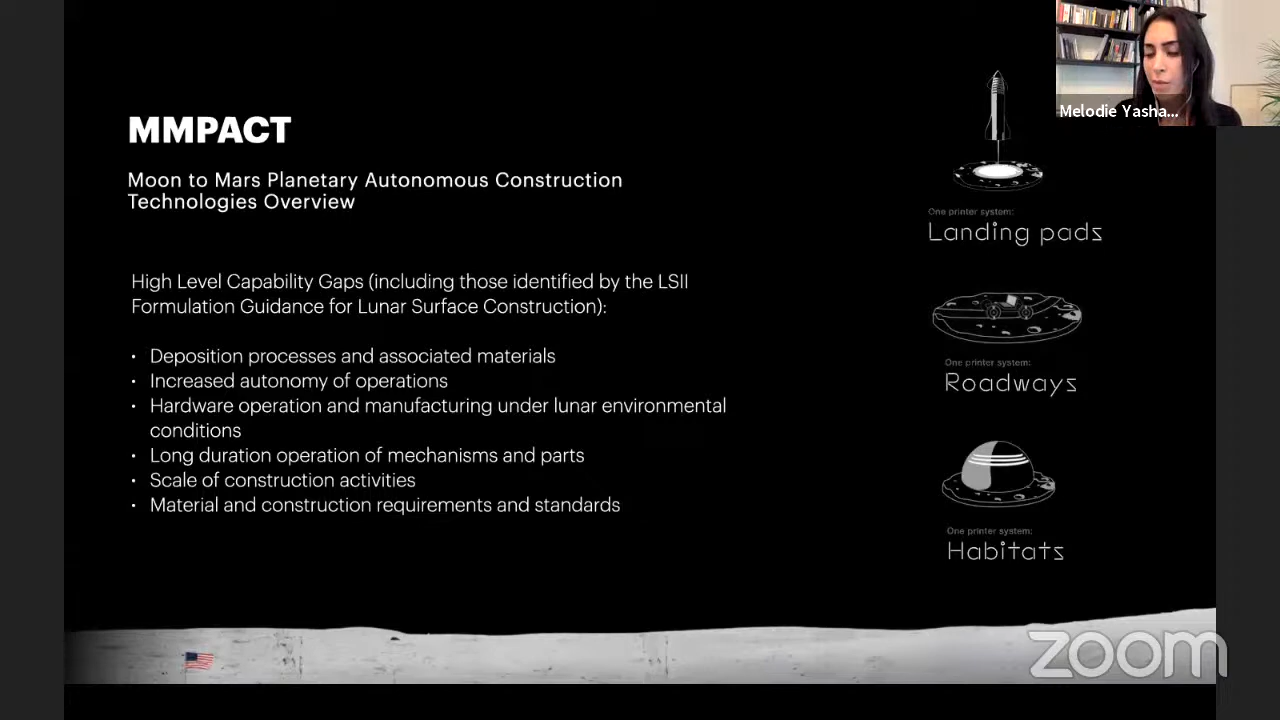 MMPACT
Moon to Mars Planetary Autonomous Construction
Technologies Overview
High Level Capability Gaps (including those identified by the LSII
Formulation Guidance for Lunar Surface Construction):
• Deposition processes and associated materials
• Increased autonomy of operations
• Hardware operation and manufacturing under lunar environmental
conditions
• Long duration operation of mechanisms and parts
• Scale of construction activities
• Material and construction requirements and standards
Melodie Yasha...
One printer system:
Landing pads
One printer system:
Roadways
One printer system:
Habitats
zoom